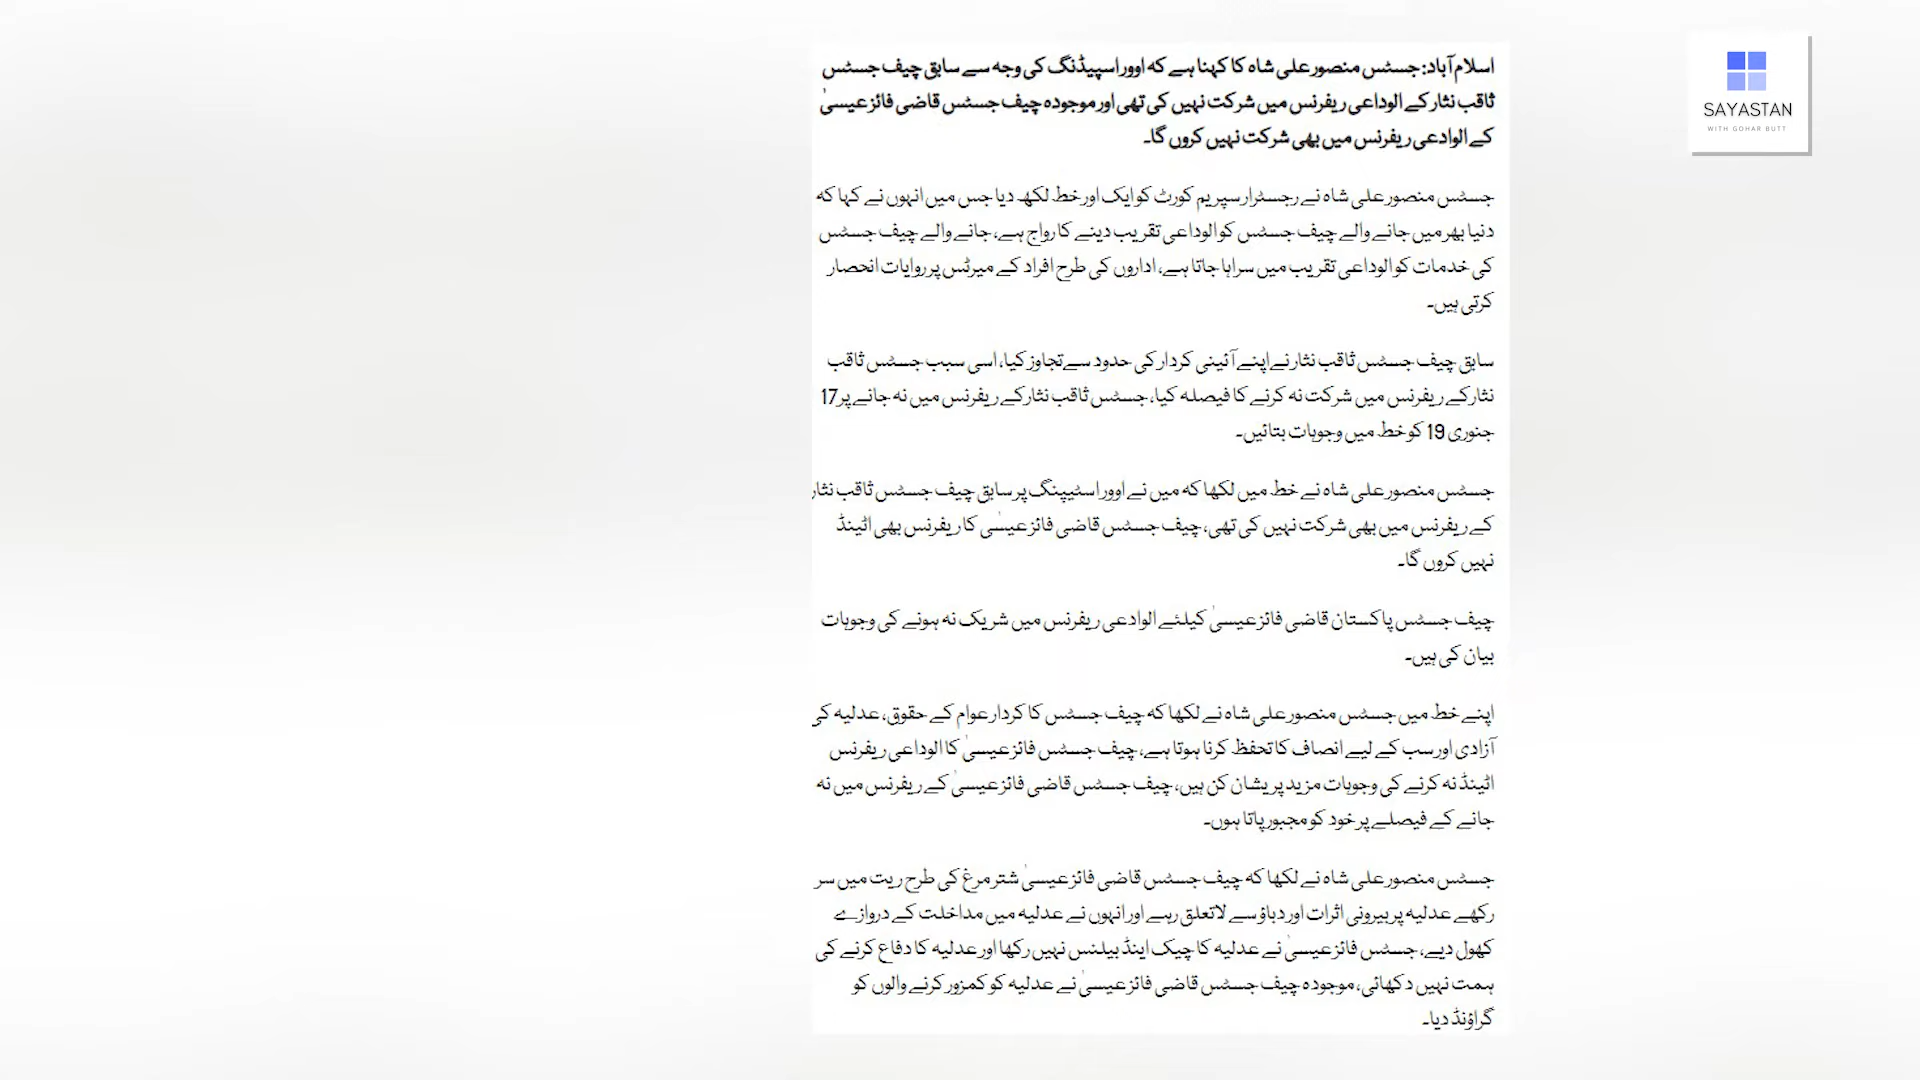 اسلام آباد: جسٹس منصور علی شاہ کا کہنا ہے کہ اوور اسپیڈنگ کی وجہ سے سابق چیف جسٹس
ثاقب نثار کے الوداعی ریفرنس میں شرکت نہیں کی تھی اور موجودہ چیف جسٹس قاضی فائز عیسیٰ
کے الوادعی ریفرنس میں بھی شرکت نہیں کروں گا۔
جسٹس منصور علی شاہ نے رجسٹرار سپریم کورٹ کو ایک اور خط لکھ دیا جس میں انہوں نے کہا کہ
دنیا بھر میں جانے والے چیف جسٹس کو الوداعی تقریب دینے کا رواج ہے، جانے والے چیف جسٹس
کی خدمات کو الوداعی تقریب میں سراہا جاتا ہے، اداروں کی طرح افراد کے میرٹس پر روایات انحصار
کرتی ہیں۔
سابق چیف جسٹس ثاقب نثار نے اپنے آئینی کردار کی حدود سے تجاوز کیا، اسی سبب جسٹس ثاقب
نثار کے ریفرنس میں شرکت نہ کرنے کا فیصلہ کیا، جسٹس ثاقب نثار کے ریفرنس میں نہ جانے پر 17
جنوری 19 کو خط میں وجوہات بتائیں۔
جسٹس منصور علی شاہ نے خط میں لکھا کہ میں نے اوور اسٹیپنگ پر سابق چیف جسٹس ثاقب نثار
کے ریفرنس میں بھی شرکت نہیں کی تھی، چیف جسٹس قاضی فائز عیسٰی کا ریفرنس بھی اٹینڈ
نہیں کروں گا۔
چیف جسٹس پاکستان قاضی فائز عیسیٰ کیلئے الوادعی ریفرنس میں شریک نہ ہونے کی وجوہات
بیان کی ہیں۔
اپنے خط میں جسٹس منصور علی شاہ نے لکھا کہ چیف جسٹس کا کردار عوام کے حقوق، عدلیہ کی
آزادی اور سب کے لیے انصاف کا تحفظ کرنا ہوتا ہے، چیف جسٹس فائز عیسیٰ کا الوداعی ریفرنس
اٹینڈ نہ کرنے کی وجوہات مزید پریشان کن ہیں، چیف جسٹس قاضی فائز عیسیٰ کے ریفرنس میں نہ
جانے کے فیصلے پر خود کو مجبور پاتا ہوں۔
جسٹس منصور علی شاہ نے لکھا کہ چیف جسٹس قاضی فائز عیسیٰ شتر مرغ کی طرح ریت میں سر
رکھے عدلیہ پر بیرونی اثرات اور دباؤ سے لاتعلق رہے اور انہوں نے عدلیہ میں مداخلت کے دروازے
کھول دیے، جسٹس فائز عیسیٰ نے عدلیہ کا چیک اینڈ بیلنس نہیں رکھا اور عدلیہ کا دفاع کرنے کی
ہمت نہیں دکھائی، موجودہ چیف جسٹس قاضی فائز عیسیٰ نے عدلیہ کو کمزور کرنے والوں کو
گراؤنڈ دیا۔
SAYASTAN
WITH GOHAR BUTT